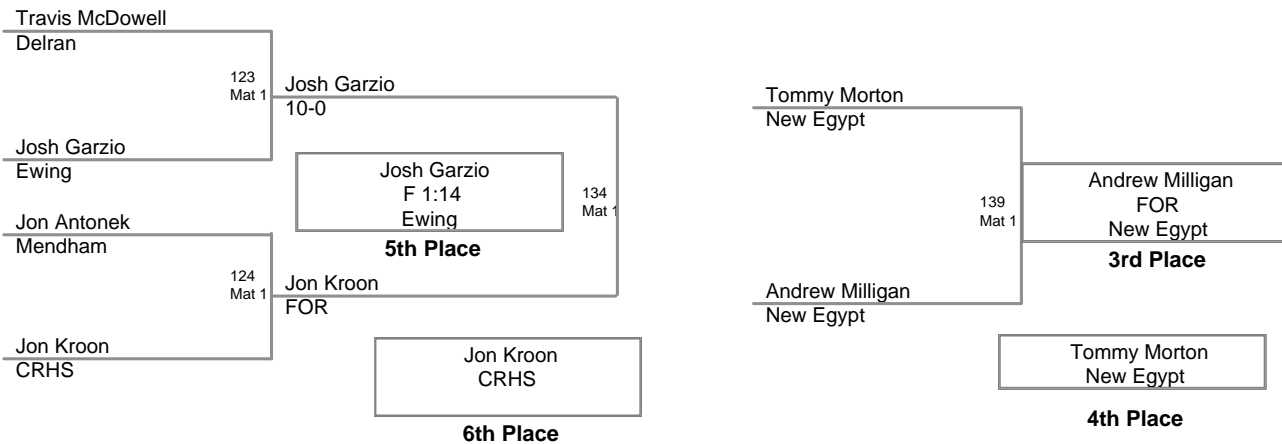 Travis McDowell
Delran
123
Mat 1
Josh Garzio
10-0
Josh Garzio
Ewing
Josh Garzio
F 1:14
Ewing
5th Place
134
Mat 1
Jon Antonek
Mendham
124
Mat 1
Jon Kroon
FOR
Jon Kroon
CRHS
Jon Kroon
CRHS
6th Place
Tommy Morton
New Egypt
139
Mat 1
Andrew Milligan
FOR
New Egypt
3rd Place
Andrew Milligan
New Egypt
Tommy Morton
New Egypt
4th Place